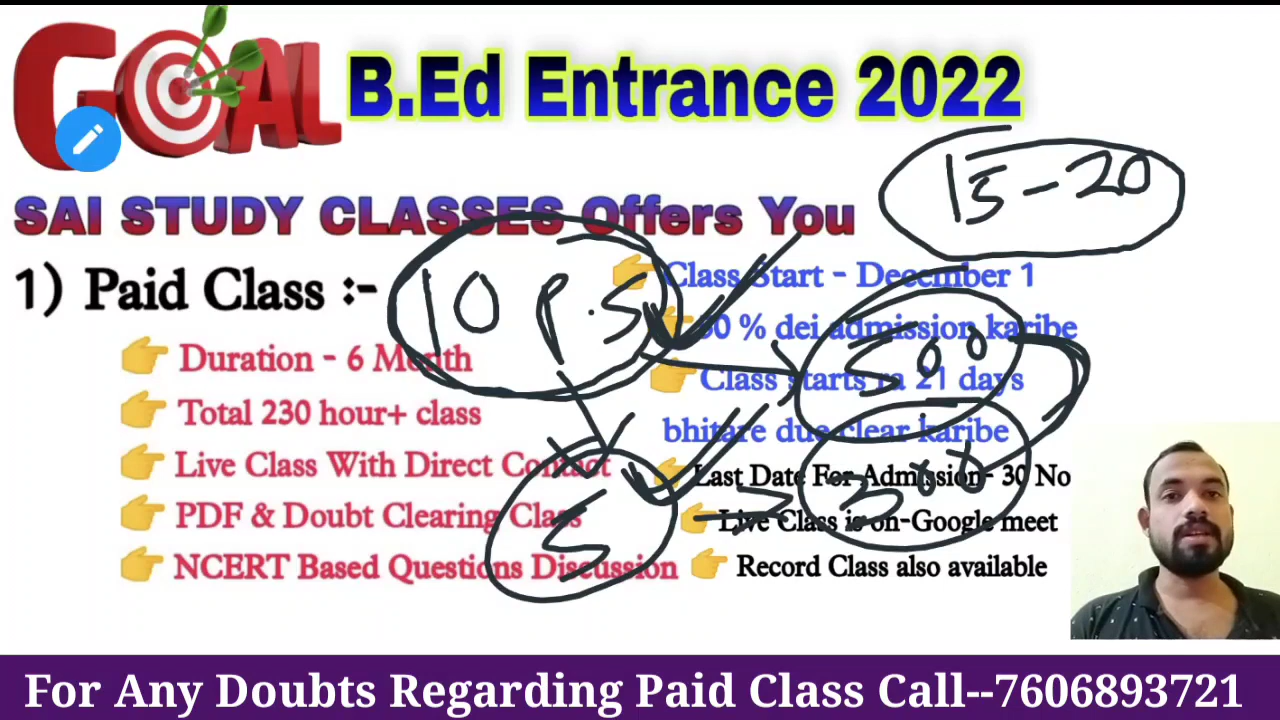 GOAL
B.Ed Entrance 2022
15-20
SAI STUDY CLASSES Offers You
1) Paid Class :-
10 P.S
Duration - 6 Month
Total 230 hour+ class
Live Class With Direct Contact
PDF & Doubt Clearing Class
NCERT Based Questions Discussion
5
Class Start - December 1
50 % dei admission karibe
Class starts ra 21 days
bhitare due clear karibe
Last Date For Admission- 30 No
Live Class is on-Google meet
Record Class also available
500
300
For Any Doubts Regarding Paid Class Call--7606893721